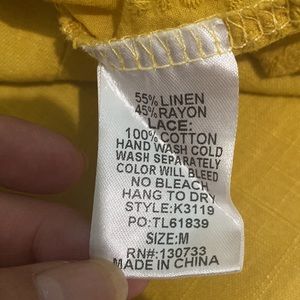 55% LINEN
45% RAYON
LACE:
100% COTTON
HAND WASH COLD
WASH SEPARATELY
COLOR WILL BLEED
NO BLEACH
HANG TO DRY
STYLE:K3119
PO:TL61839
SIZE:M
RN#:130733
MADE IN CHINA